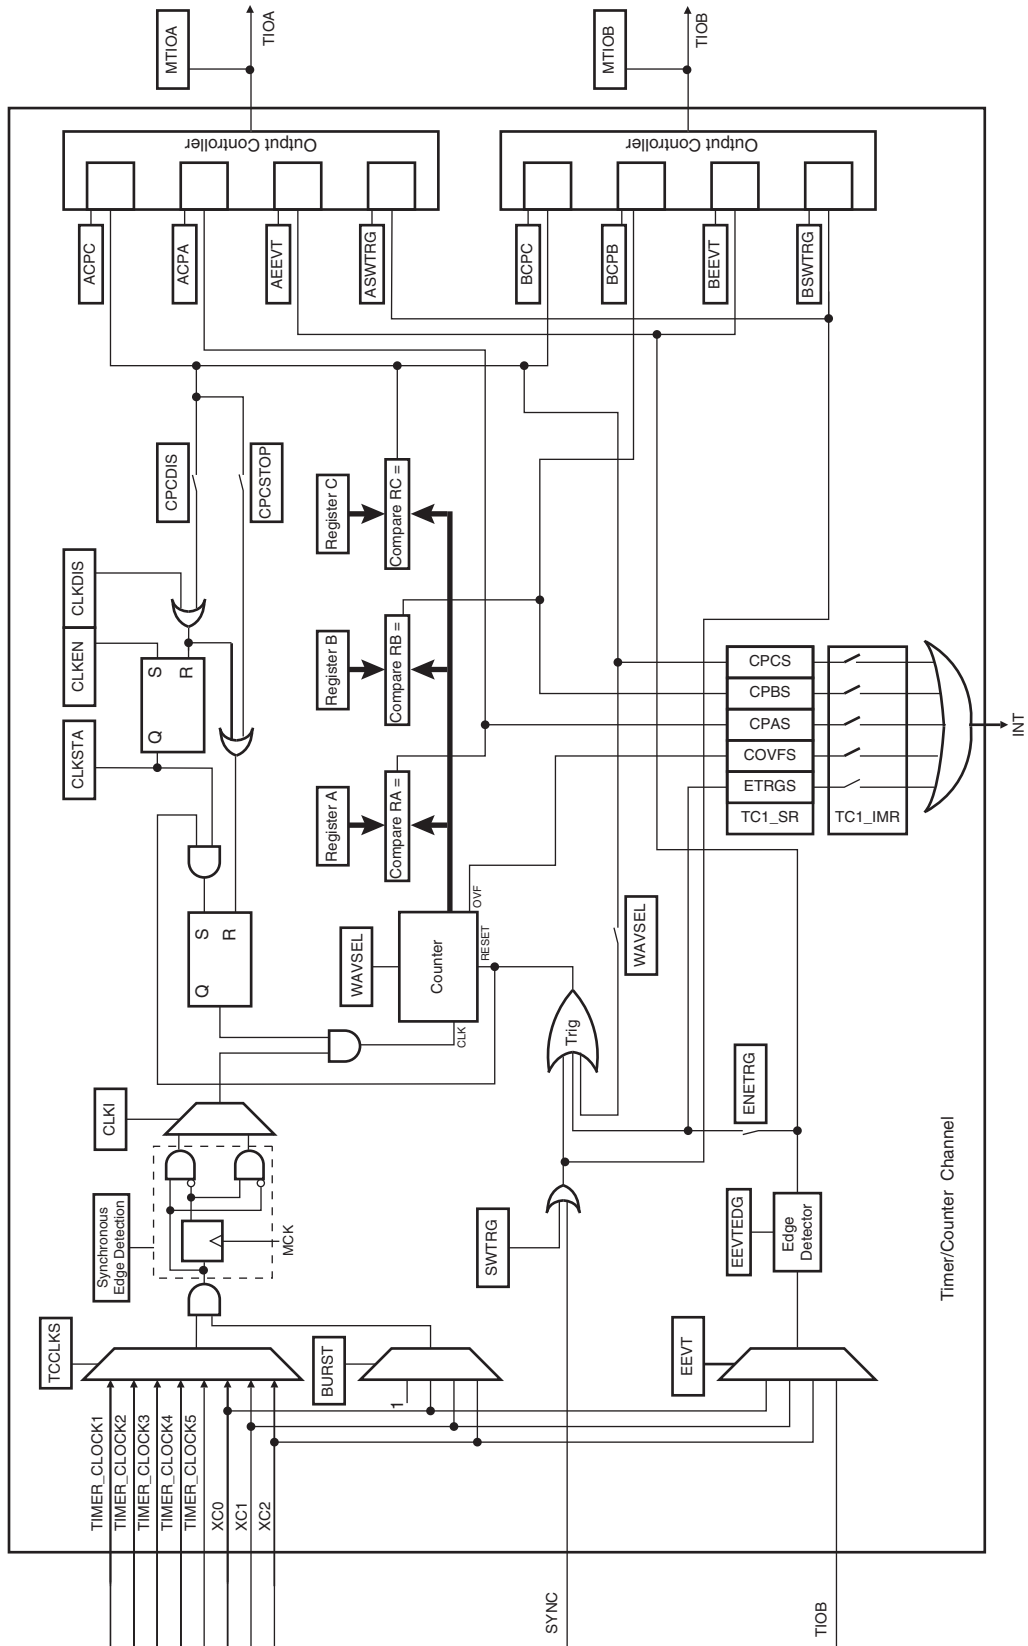 TCCLKS
TIMER_CLOCK1
TIMER_CLOCK2
TIMER_CLOCK3
TIMER_CLOCK4
TIMER_CLOCK5
XC0
XC1
XC2
Synchronous
Edge Detection
CLKI
MCK
BURST
1
CLKSTA
CLKEN
CLKDIS
Q
S
R
Q
S
R
CPCDIS
CPCSTOP
WAVSEL
Counter
CLK
RESET
OVF
Register A
Register B
Register C
Compare RA =
Compare RB =
Compare RC =
ACPC
ACPA
AEEVT
ASWTRG
Output Controller
MTIOA
TIOA
BCPC
BCPB
BEEVT
BSWTRG
Output Controller
MTIOB
TIOB
SYNC
SWTRG
Trig
WAVSEL
TIOB
EEVT
EEVTEDG
Edge
Detector
ENETRG
CPCS
CPBS
CPAS
COVFS
ETRGS
TC1_SR
TC1_IMR
INT
Timer/Counter Channel